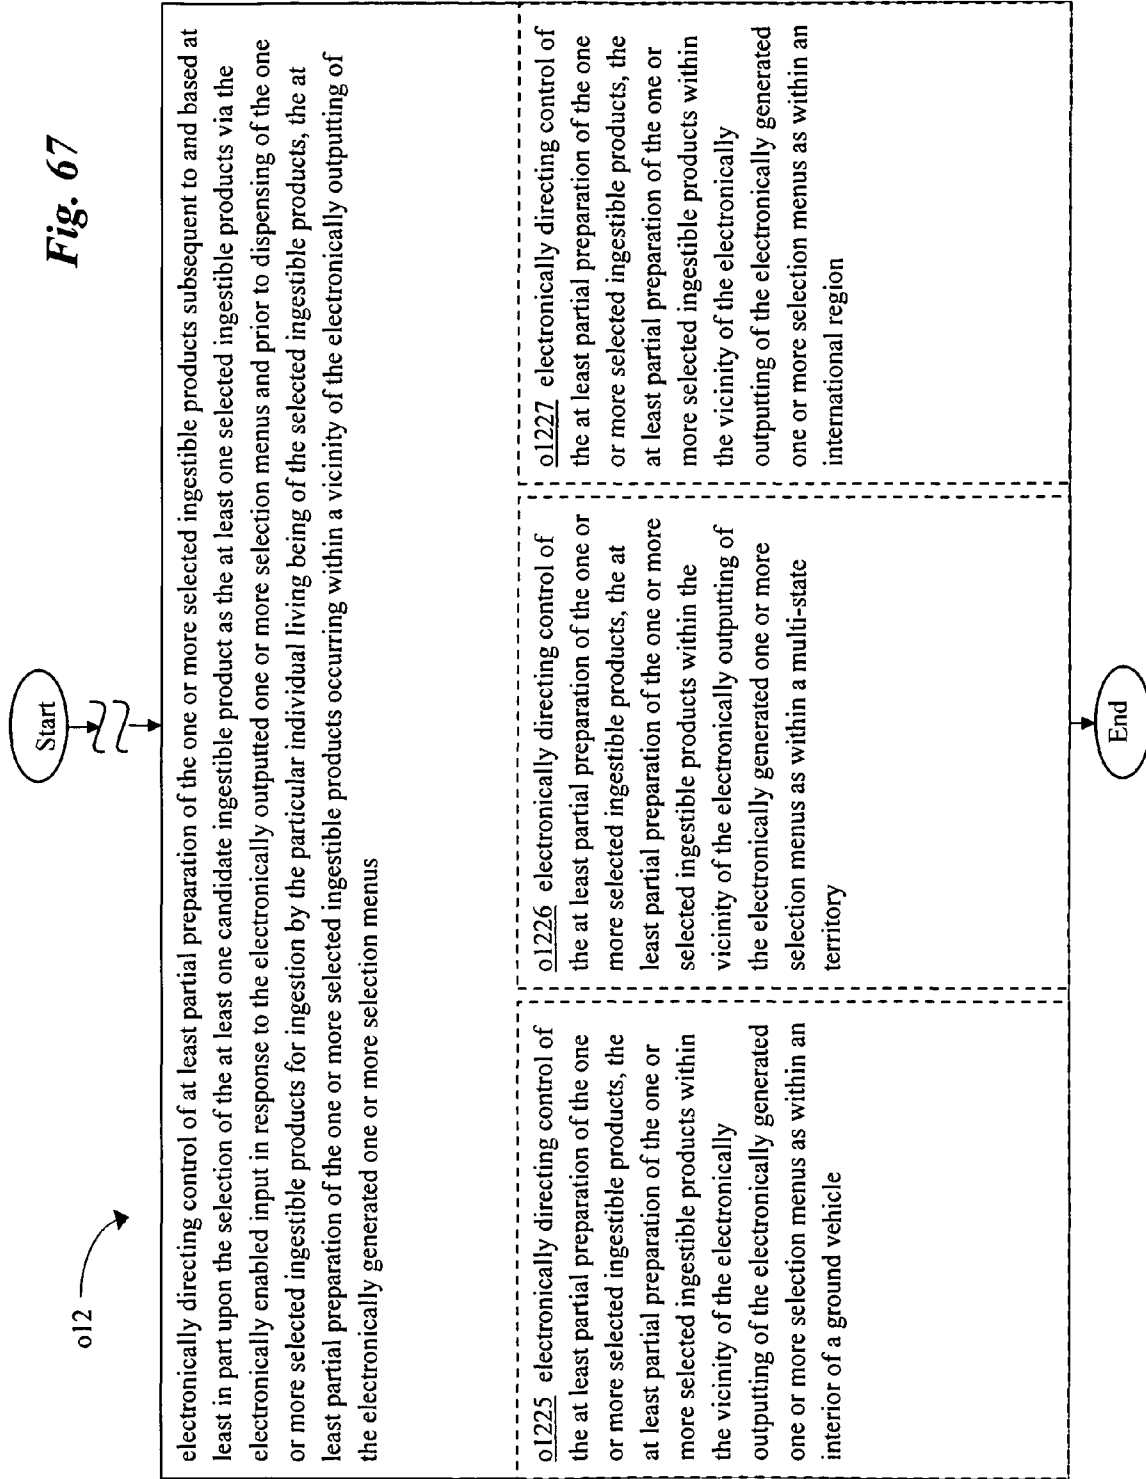 Fig. 67
Start
o12
electronically directing control of at least partial preparation of the one or more selected ingestible products subsequent to and based at
least in part upon the selection of the at least one candidate ingestible product as the at least one selected ingestible products via the
electronically enabled input in response to the electronically outputted one or more selection menus and prior to dispensing of the one
or more selected ingestible products for ingestion by the particular individual living being of the selected ingestible products, the at
least partial preparation of the one or more selected ingestible products occurring within a vicinity of the electronically outputting of
the electronically generated one or more selection menus
o1225 electronically directing control of
the at least partial preparation of the one
or more selected ingestible products, the
at least partial preparation of the one or
more selected ingestible products within
the vicinity of the electronically
outputting of the electronically generated
one or more selection menus as within an
interior of a ground vehicle
o1226 electronically directing control of
the at least partial preparation of the one or
more selected ingestible products, the at
least partial preparation of the one or more
selected ingestible products within the
vicinity of the electronically outputting of
the electronically generated one or more
selection menus as within a multi-state
territory
o1227 electronically directing control of
the at least partial preparation of the one
or more selected ingestible products, the
at least partial preparation of the one or
more selected ingestible products within
the vicinity of the electronically
outputting of the electronically generated
one or more selection menus as within an
international region
End